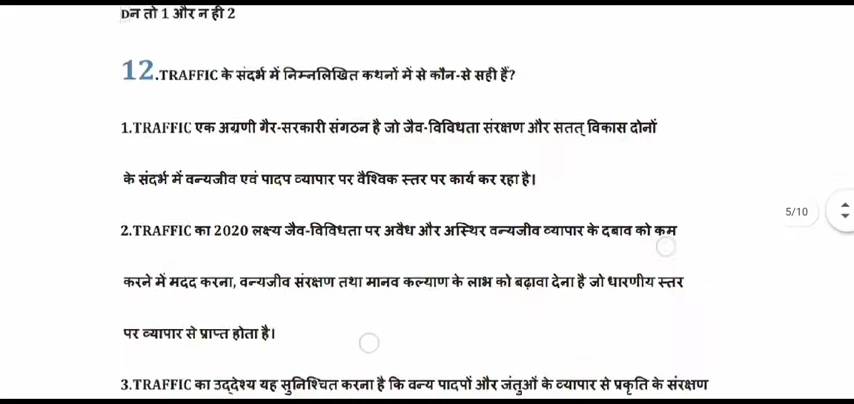 Dन तो 1 और न ही 2
12.TRAFFIC के संदर्भ में निम्नलिखित कथनों में से कौन-से सही हैं?
1.TRAFFIC एक अग्रणी गैर-सरकारी संगठन है जो जैव-विविधता संरक्षण और सतत् विकास दोनों
के संदर्भ में वन्यजीव एवं पादप व्यापार पर वैश्विक स्तर पर कार्य कर रहा है।
5/10
2.TRAFFIC का 2020 लक्ष्य जैव-विविधता पर अवैध और अस्थिर वन्यजीव व्यापार के दबाव को कम
करने में मदद करना, वन्यजीव संरक्षण तथा मानव कल्याण के लाभ को बढ़ावा देना है जो धारणीय स्तर
पर व्यापार से प्राप्त होता है।
3.TRAFFIC का उद्देश्य यह सुनिश्चित करना है कि वन्य पादपों और जंतुओं के व्यापार से प्रकृति के संरक्षण